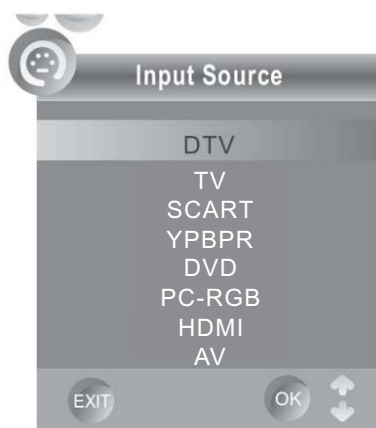 Input Source
DTV
TV
SCART
YPBPR
DVD
PC-RGB
HDMI
AV
EXIT
OK